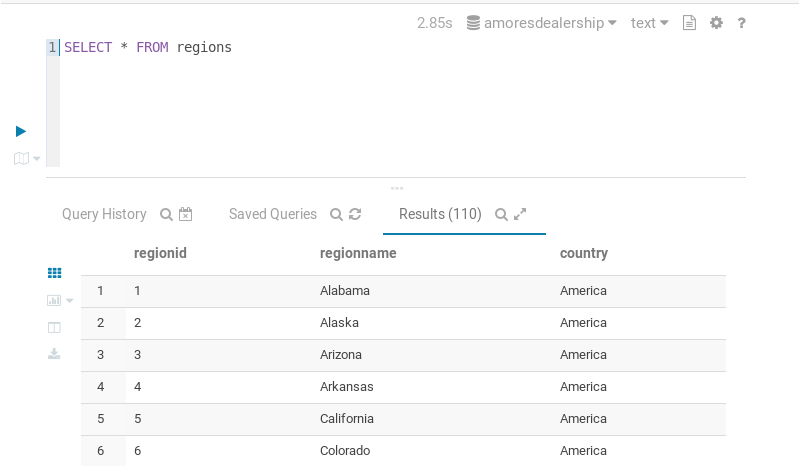 2.85s amoresdealership text ?
1 SELECT * FROM regions
Query History Saved Queries Results (110)
regionid regionname country
1 1 Alabama America
2 2 Alaska America
3 3 Arizona America
4 4 Arkansas America
5 5 California America
6 6 Colorado America